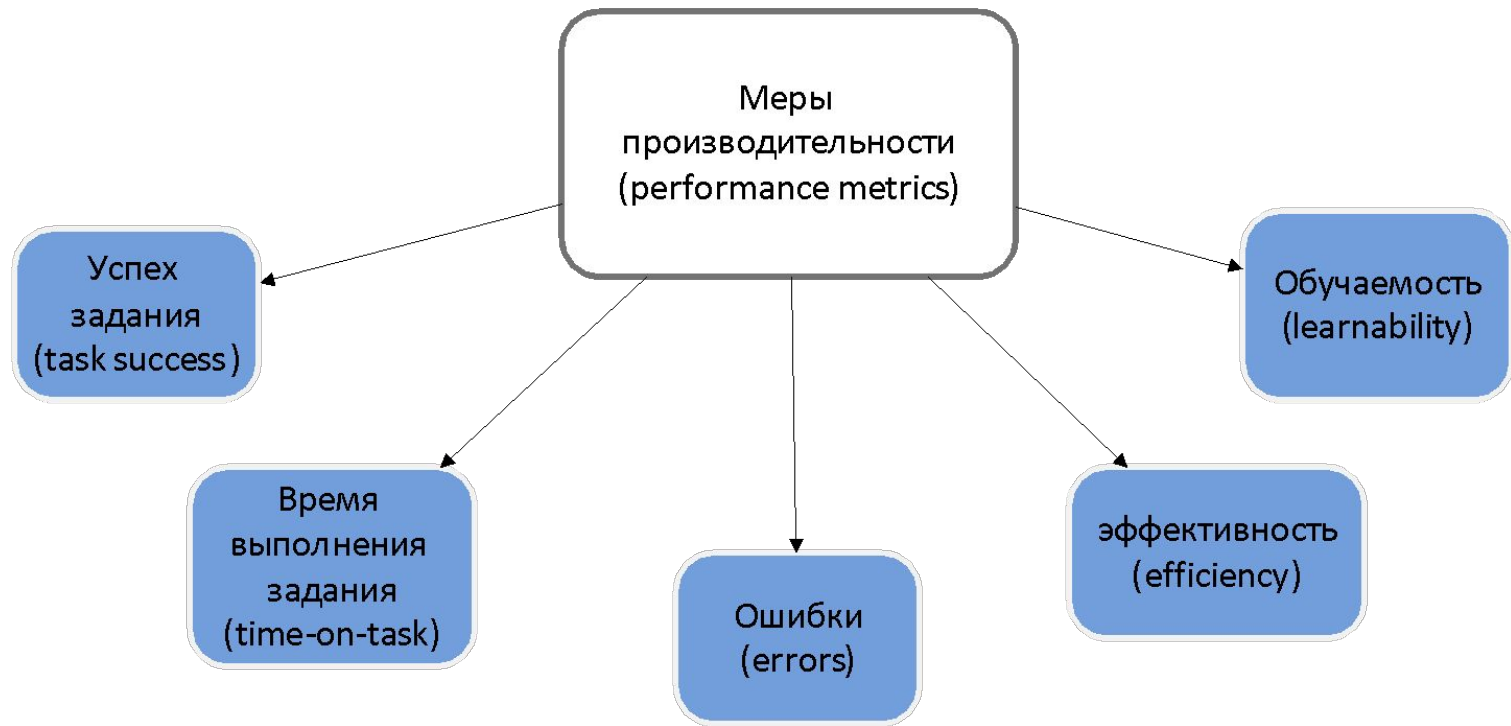 Меры
производительности
(performance metrics)
Успех
задания
(task success)
Время
выполнения
задания
(time-on-task)
Ошибки
(errors)
эффективность
(efficiency)
Обучаемость
(learnability)